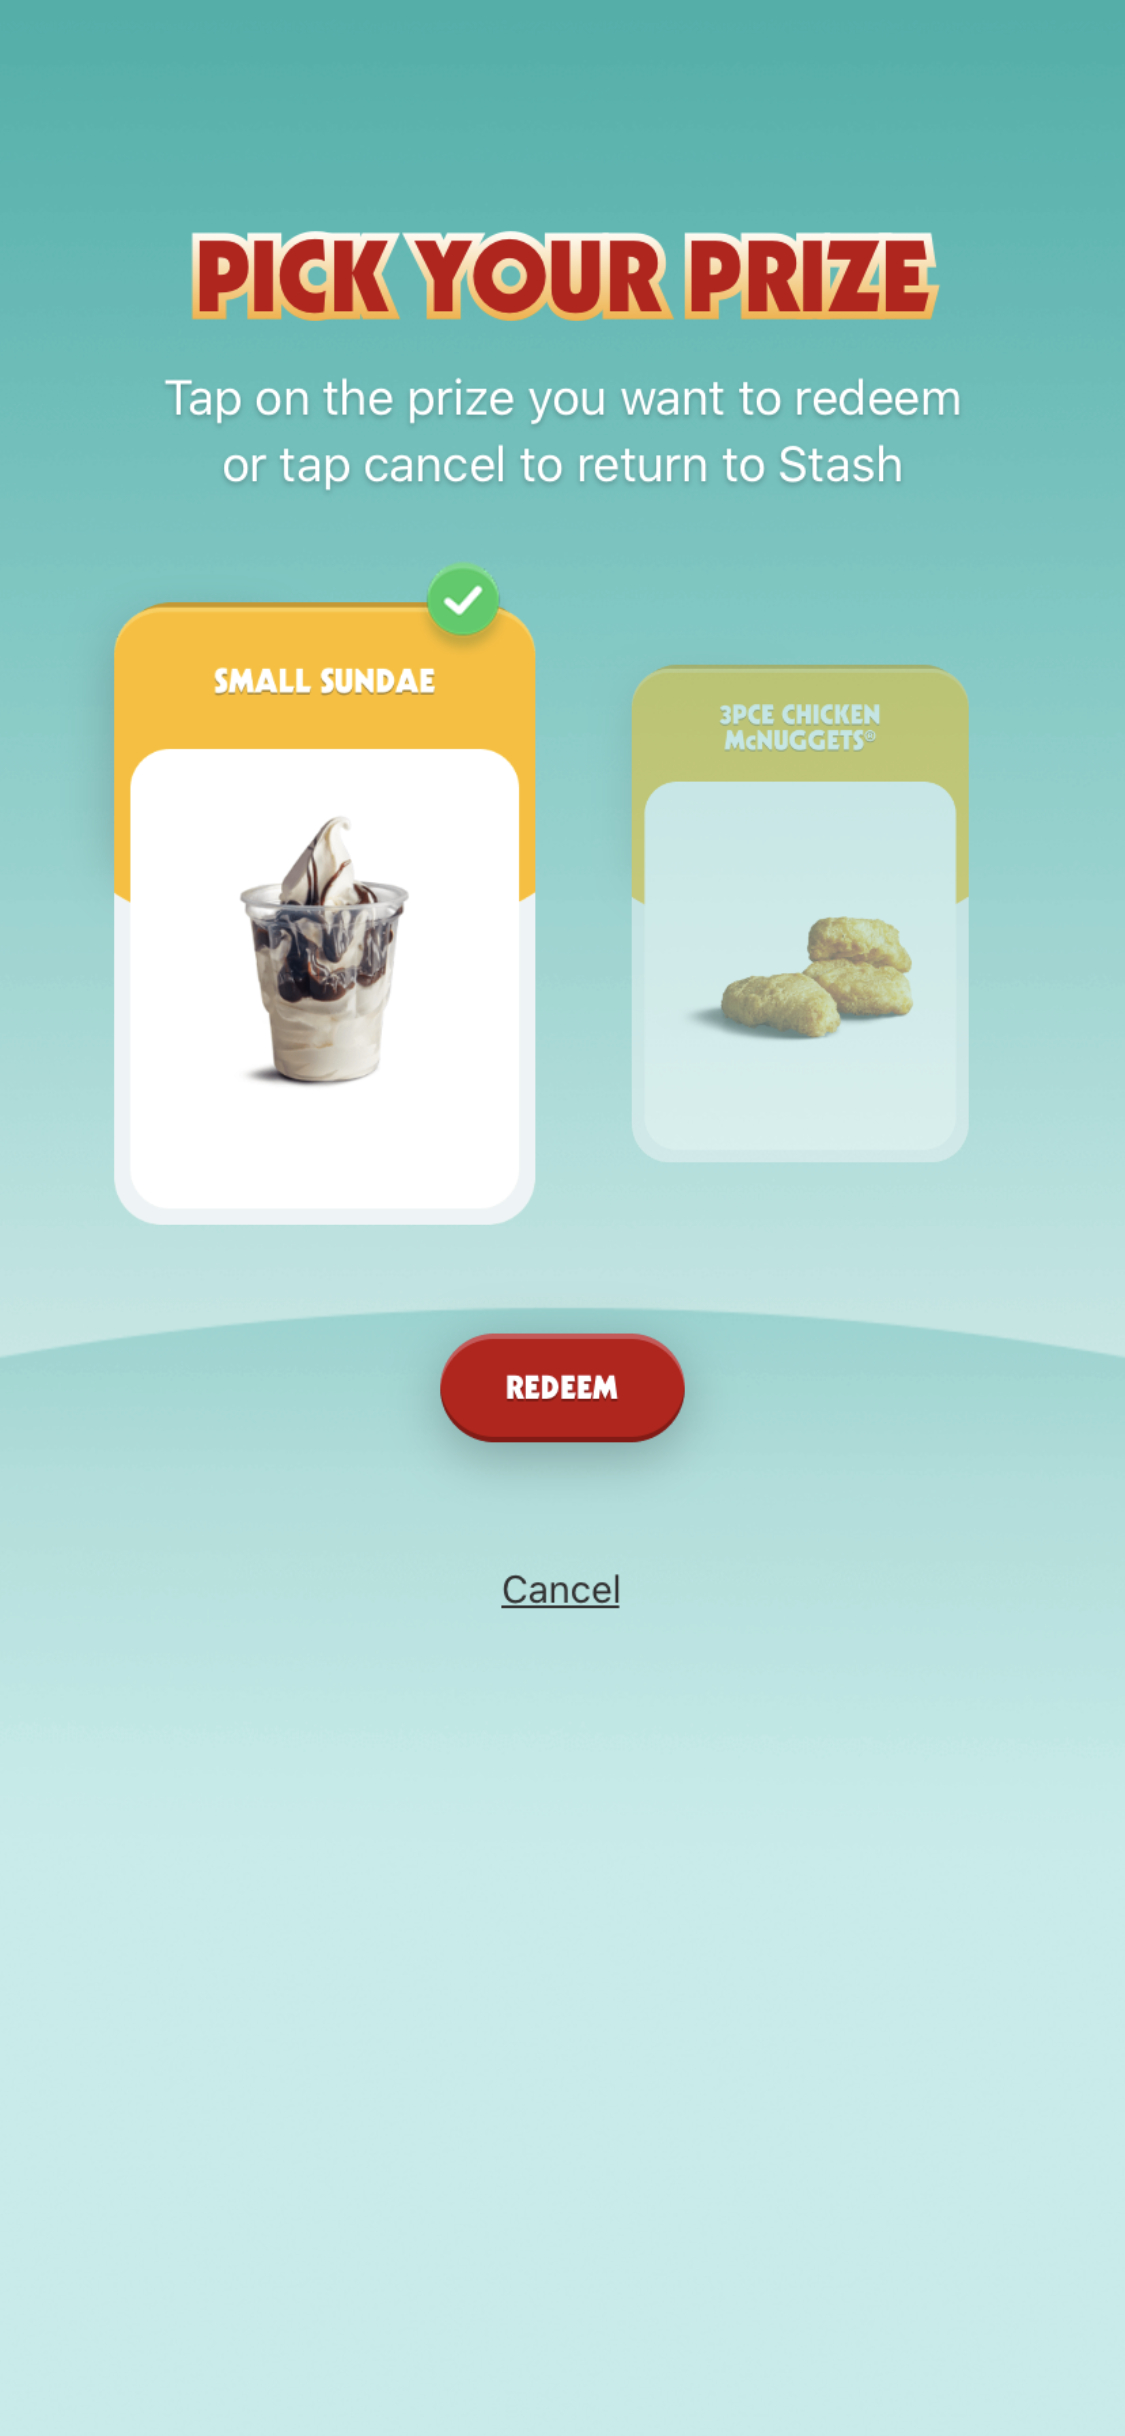 PICK YOUR PRIZE
Tap on the prize you want to redeem
or tap cancel to return to Stash
SMALL SUNDAE
3PCE CHICKEN
McNUGGETS®
REDEEM
Cancel